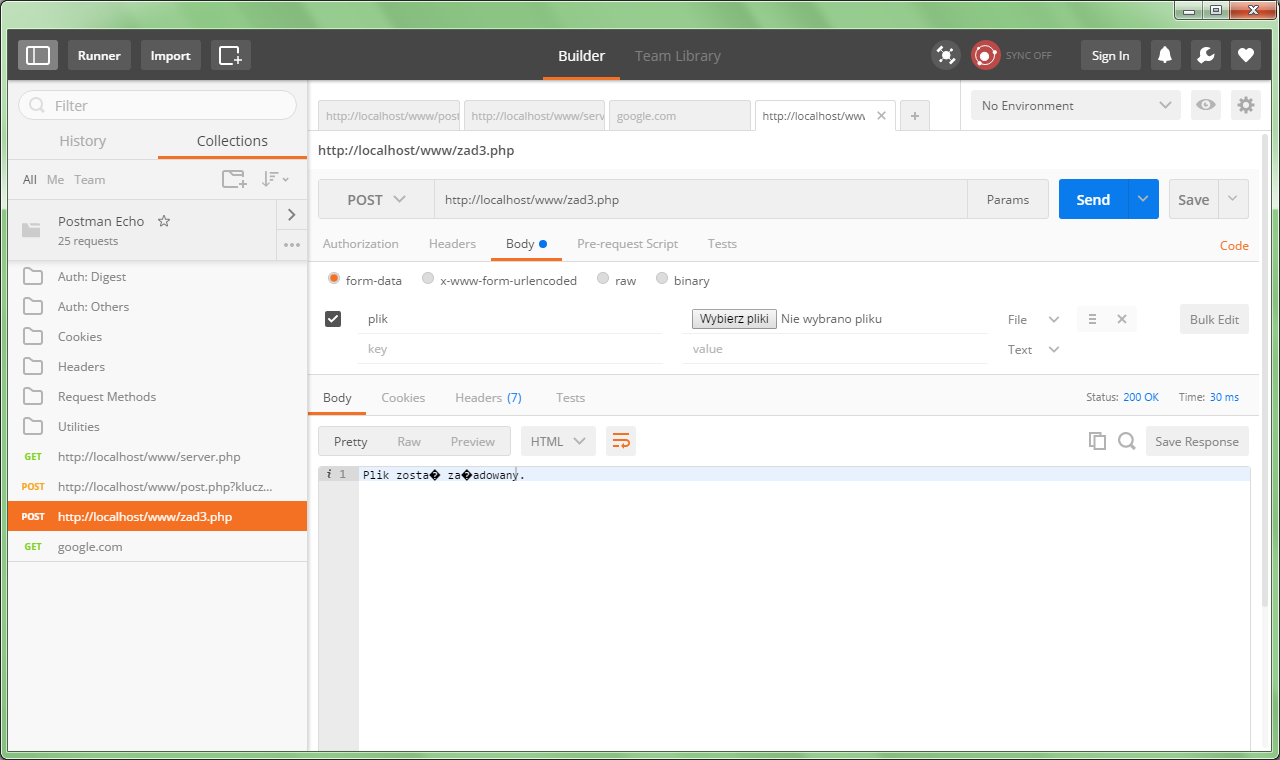 Runner
Import
Builder
Team Library
SYNC OFF
Sign In
Filter
History
Collections
All Me Team
Postman Echo
25 requests
Auth: Digest
Auth: Others
Cookies
Headers
Request Methods
Utilities
GET http://localhost/www/server.php
POST http://localhost/www/post.php?klucz...
POST http://localhost/www/zad3.php
GET google.com
http://localhost/www/post
http://localhost/www/serv
google.com
http://localhost/www
No Environment
http://localhost/www/zad3.php
POST
http://localhost/www/zad3.php
Params
Send
Save
Authorization
Headers
Body
Pre-request Script
Tests
Code
form-data
x-www-form-urlencoded
raw
binary
plik
Wybierz pliki Nie wybrano pliku
File
Bulk Edit
key
value
Text
Body
Cookies
Headers (7)
Tests
Status: 200 OK
Time: 30 ms
Pretty
Raw
Preview
HTML
Save Response
i 1 Plik zosta� za�adowany.